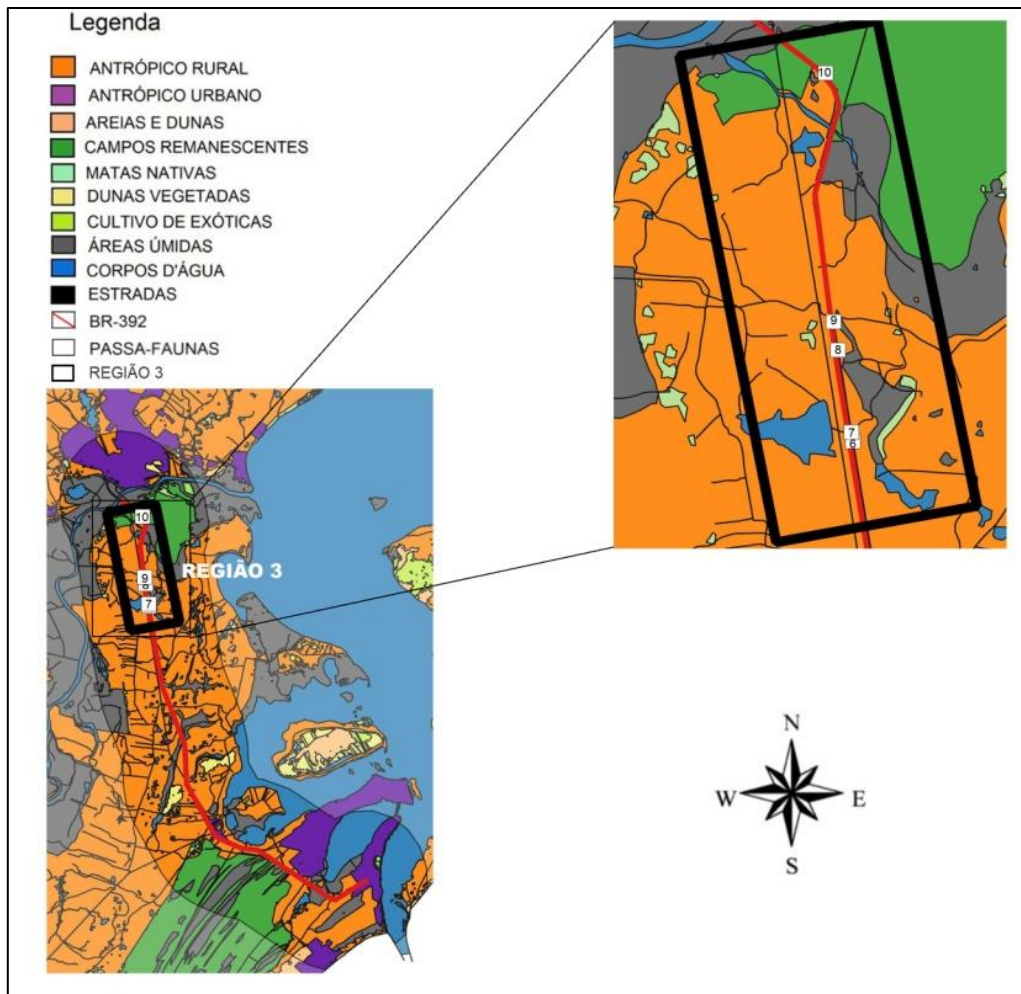 Legenda
ANTRÓPICO RURAL
ANTRÓPICO URBANO
AREIAS E DUNAS
CAMPOS REMANESCENTES
MATAS NATIVAS
DUNAS VEGETADAS
CULTIVO DE EXÓTICAS
ÁREAS ÚMIDAS
CORPOS D'ÁGUA
ESTRADAS
BR-392
PASSA-FAUNAS
REGIÃO 3
10
9
8
7
6
10
REGIÃO 3
9
8
7
N
W E
S